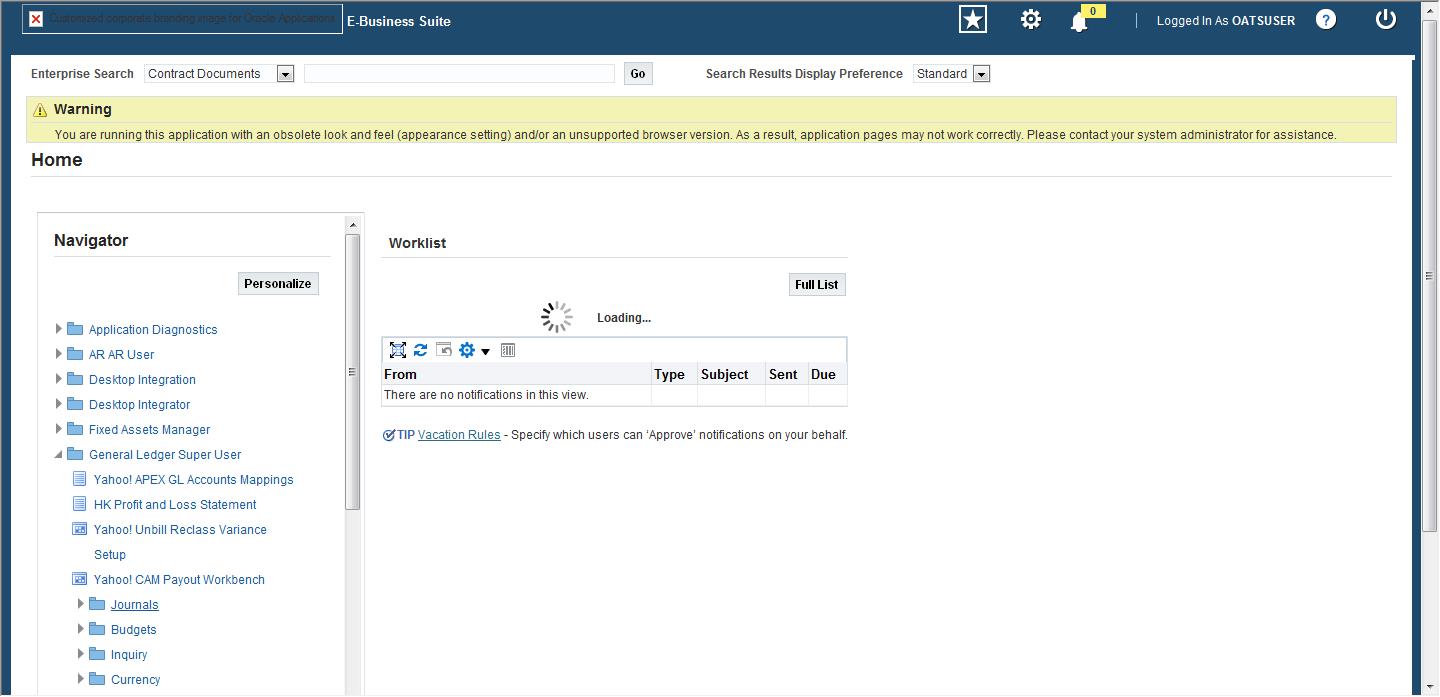 Customized corporate branding image for Oracle Applications E-Business Suite
0
Logged In As OATSUSER ?
Enterprise Search Contract Documents Go Search Results Display Preference Standard
Warning
You are running this application with an obsolete look and feel (appearance setting) and/or an unsupported browser version. As a result, application pages may not work correctly. Please contact your system administrator for assistance.
Home
Navigator
Personalize
Application Diagnostics
AR AR User
Desktop Integration
Desktop Integrator
Fixed Assets Manager
General Ledger Super User
Yahoo! APEX GL Accounts Mappings
HK Profit and Loss Statement
Yahoo! Unbill Reclass Variance
Setup
Yahoo! CAM Payout Workbench
Journals
Budgets
Inquiry
Currency
Worklist
Full List
Loading...
From Type Subject Sent Due
There are no notifications in this view.
TIP Vacation Rules - Specify which users can ‘Approve’ notifications on your behalf.